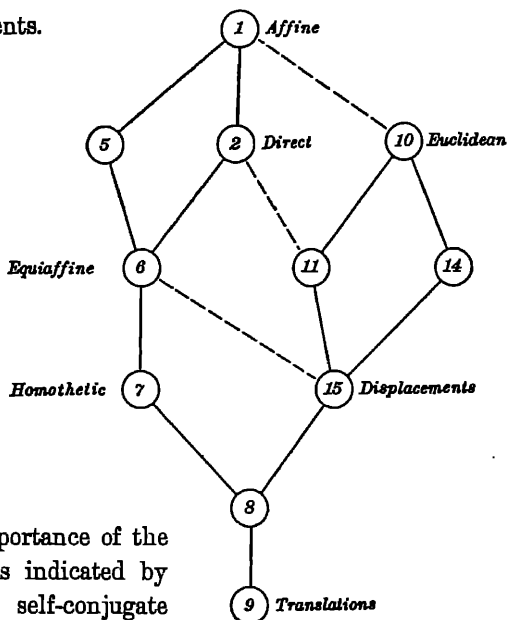 ents.
1 Affine
5 2 Direct 10 Euclidean
Equiaffine 6 11 14
Homothetic 7 15 Displacements
8
portance of the
s indicated by
self-conjugate
9 Translations